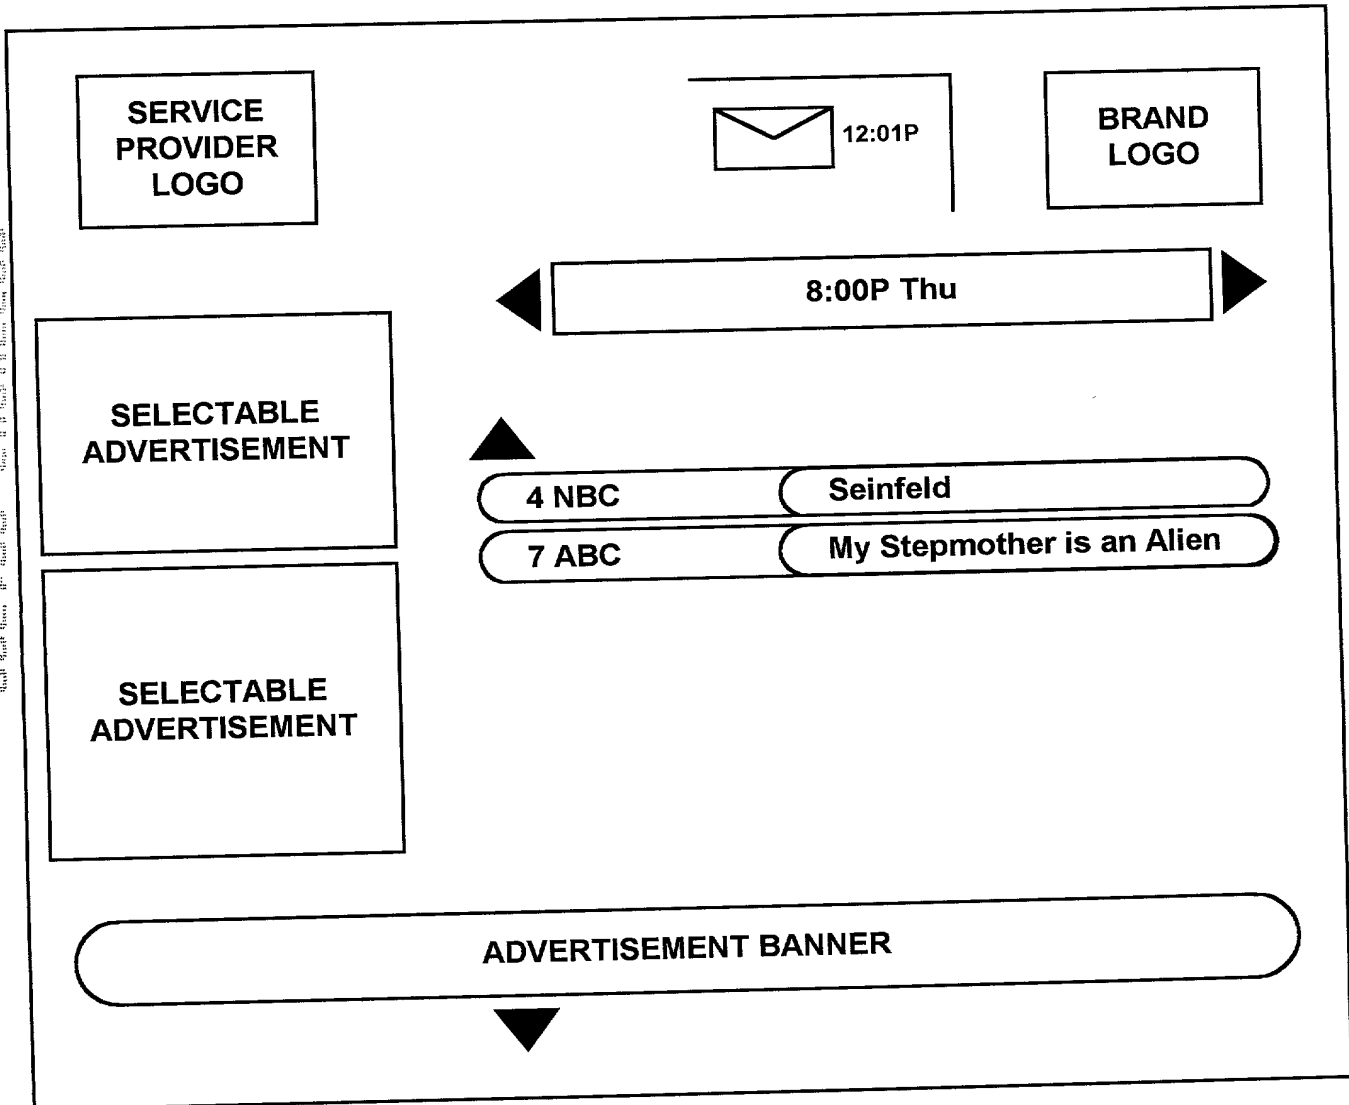 SERVICE
PROVIDER
LOGO
12:01P
BRAND
LOGO
8:00P Thu
SELECTABLE
ADVERTISEMENT
4 NBC Seinfeld
7 ABC My Stepmother is an Alien
SELECTABLE
ADVERTISEMENT
ADVERTISEMENT BANNER